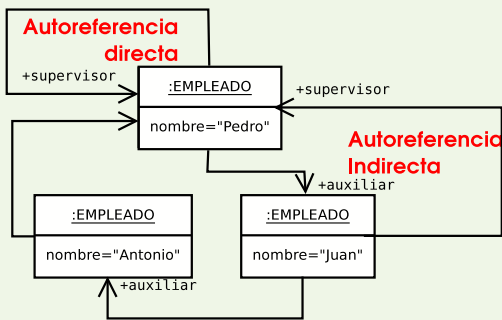 Autoreferencia
directa
+supervisor
:EMPLEADO
+supervisor
nombre="Pedro"
Autoreferencia
Indirecta
+auxiliar
:EMPLEADO
:EMPLEADO
nombre="Antonio"
nombre="Juan"
+auxiliar